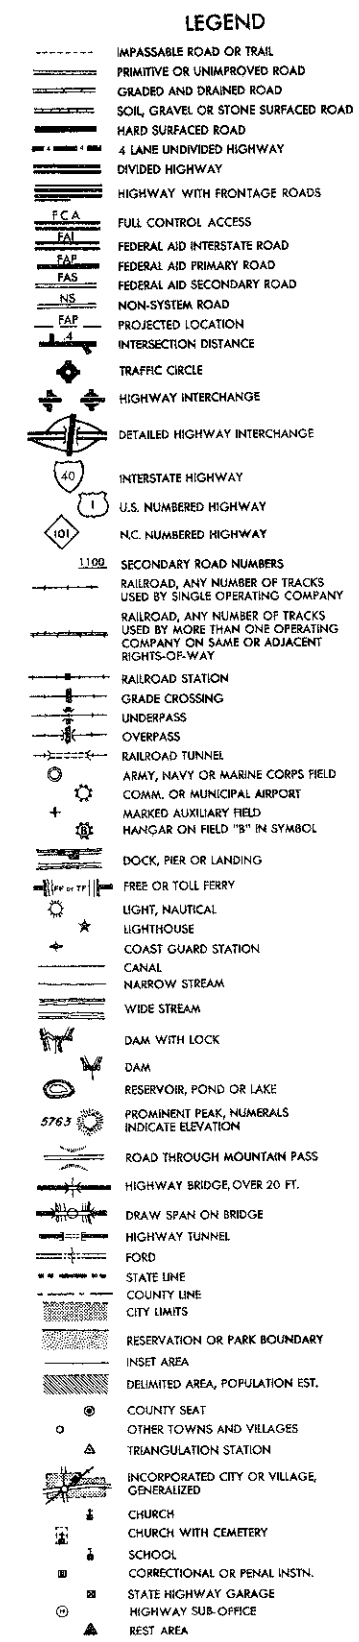 LEGEND
IMPASSABLE ROAD OR TRAIL
PRIMITIVE OR UNIMPROVED ROAD
GRADED AND DRAINED ROAD
SOIL, GRAVEL OR STONE SURFACED ROAD
HARD SURFACED ROAD
4 4 4 LANE UNDIVIDED HIGHWAY
DIVIDED HIGHWAY
HIGHWAY WITH FRONTAGE ROADS
FCA FULL CONTROL ACCESS
FAI FEDERAL AID INTERSTATE ROAD
FAP FEDERAL AID PRIMARY ROAD
FAS FEDERAL AID SECONDARY ROAD
NS NON-SYSTEM ROAD
FAP PROJECTED LOCATION
.4 INTERSECTION DISTANCE
TRAFFIC CIRCLE
HIGHWAY INTERCHANGE
DETAILED HIGHWAY INTERCHANGE
40 INTERSTATE HIGHWAY
1 U.S. NUMBERED HIGHWAY
101 N.C. NUMBERED HIGHWAY
1100 SECONDARY ROAD NUMBERS
RAILROAD, ANY NUMBER OF TRACKS
USED BY SINGLE OPERATING COMPANY
RAILROAD, ANY NUMBER OF TRACKS
USED BY MORE THAN ONE OPERATING
COMPANY ON SAME OR ADJACENT
RIGHTS-OF-WAY
RAILROAD STATION
GRADE CROSSING
UNDERPASS
OVERPASS
RAILROAD TUNNEL
ARMY, NAVY OR MARINE CORPS FIELD
COMM. OR MUNICIPAL AIRPORT
MARKED AUXILIARY FIELD
B HANGAR ON FIELD "B" IN SYMBOL
DOCK, PIER OR LANDING
FF or TF FREE OR TOLL FERRY
LIGHT, NAUTICAL
LIGHTHOUSE
COAST GUARD STATION
CANAL
NARROW STREAM
WIDE STREAM
DAM WITH LOCK
DAM
RESERVOIR, POND OR LAKE
5763 PROMINENT PEAK, NUMERALS
INDICATE ELEVATION
ROAD THROUGH MOUNTAIN PASS
HIGHWAY BRIDGE, OVER 20 FT.
DRAW SPAN ON BRIDGE
HIGHWAY TUNNEL
FORD
STATE LINE
COUNTY LINE
CITY LIMITS
RESERVATION OR PARK BOUNDARY
INSET AREA
DELIMITED AREA, POPULATION EST.
COUNTY SEAT
OTHER TOWNS AND VILLAGES
TRIANGULATION STATION
INCORPORATED CITY OR VILLAGE,
GENERALIZED
CHURCH
CHURCH WITH CEMETERY
SCHOOL
CORRECTIONAL OR PENAL INSTN.
STATE HIGHWAY GARAGE
HIGHWAY SUB-OFFICE
REST AREA